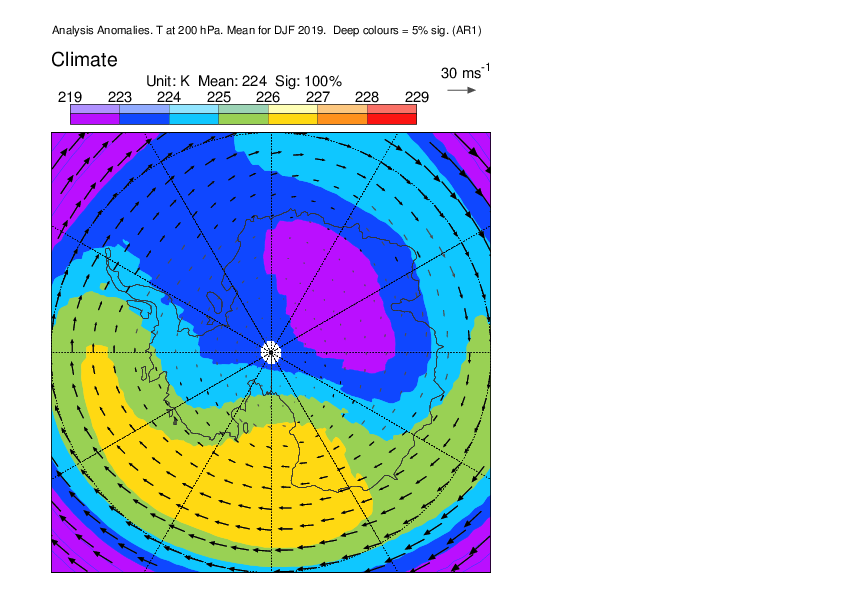 Analysis Anomalies. T at 200 hPa. Mean for DJF 2019.  Deep colours = 5% sig. (AR1)
Climate
30 ms-1
Unit: K  Mean: 224  Sig: 100%
219 223 224 225 226 227 228 229